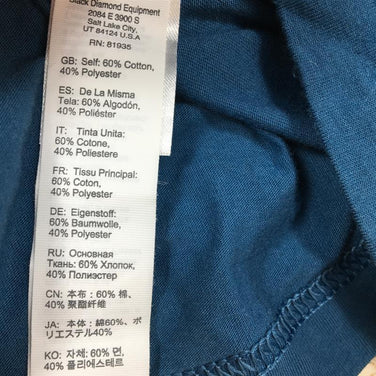 Black Diamond Equipment
2084 E 3900 S
Salt Lake City,
UT 84124 U.S.A
RN: 81935
GB: Self: 60% Cotton,
40% Polyester
ES: De La Misma
Tela: 60% Algodón,
40% Poliéster
IT: Tinta Unita:
60% Cotone,
40% Poliestere
FR: Tissu Principal:
60% Coton,
40% Polyester
DE: Eigenstoff:
60% Baumwolle,
40% Polyester
RU: Основная
Ткань: 60% Хлопок,
40% Полиэстер
CN: 本布：60% 棉,
40% 聚酯纤维
JA: 本体：綿60%、ポ
リエステル40%
KO: 자체: 60% 면,
40% 폴리에스테르